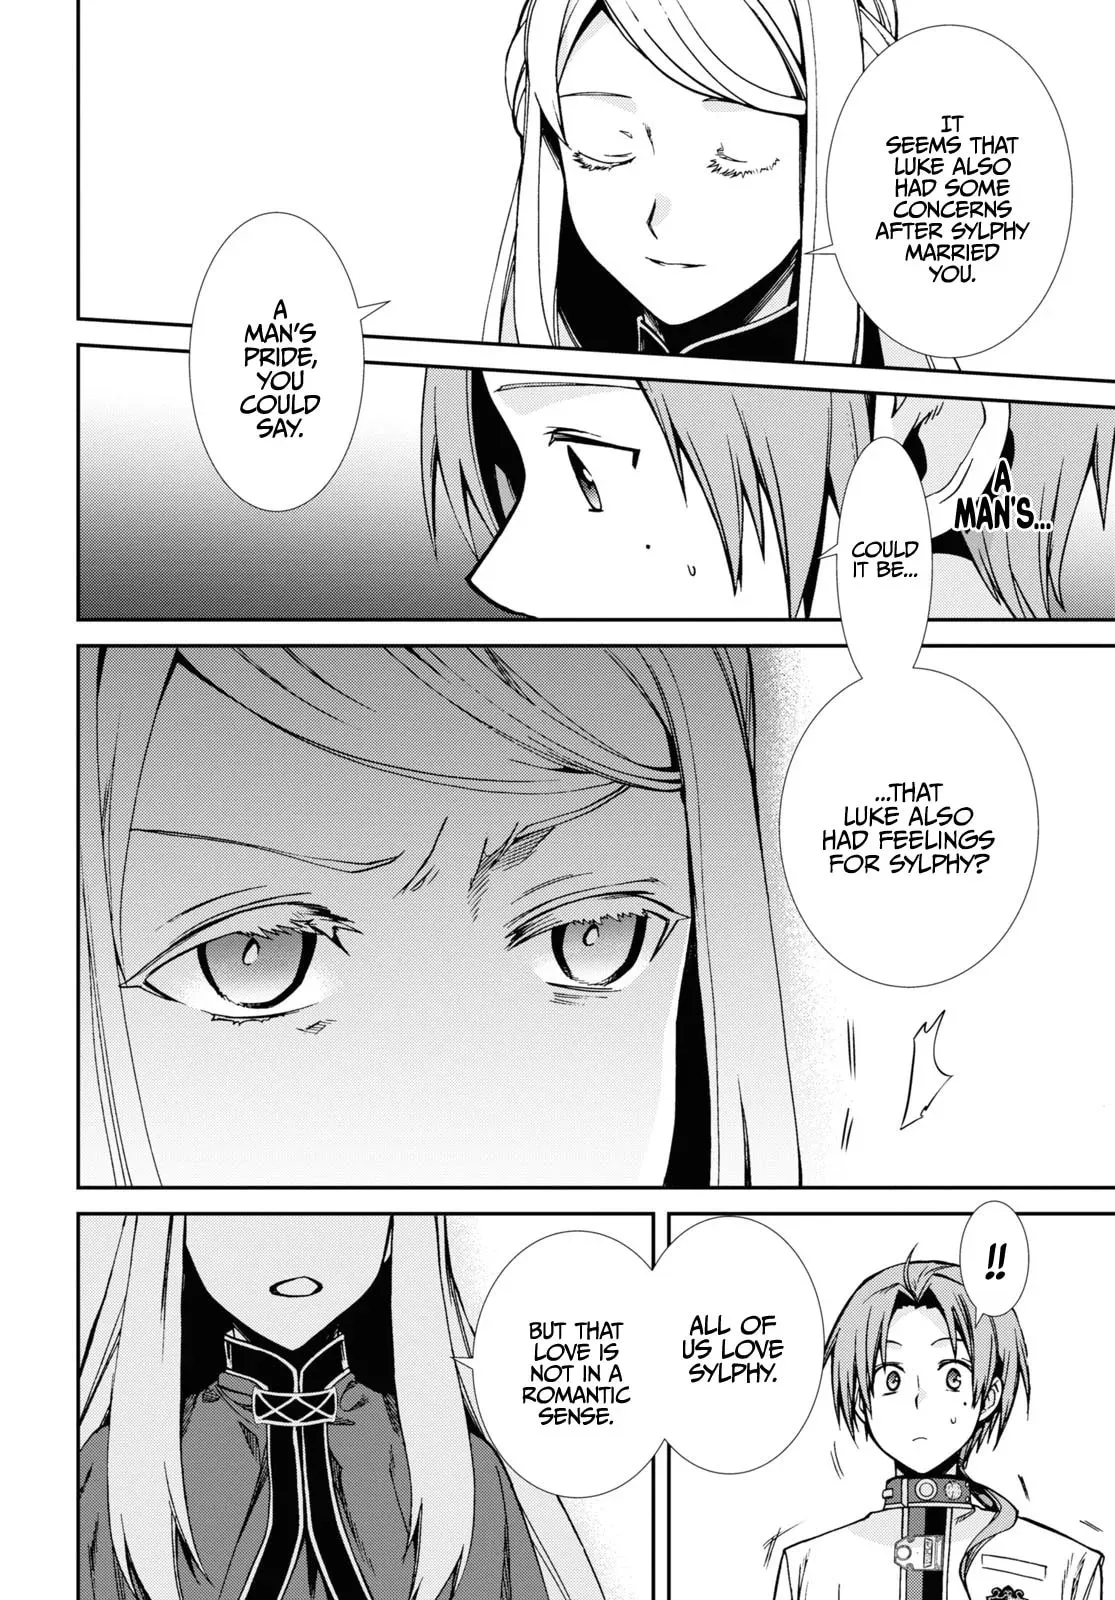 IT
SEEMS THAT
LUKE ALSO
HAD SOME
CONCERNS
AFTER SYLPHY
MARRIED
YOU.
A
MAN'S
PRIDE,
YOU
COULD
SAY.
A
MAN'S...
COULD
IT BE...
...THAT
LUKE ALSO
HAD FEELINGS
FOR SYLPHY?
!!
ALL OF
US LOVE
SYLPHY.
BUT THAT
LOVE IS
NOT IN A
ROMANTIC
SENSE.